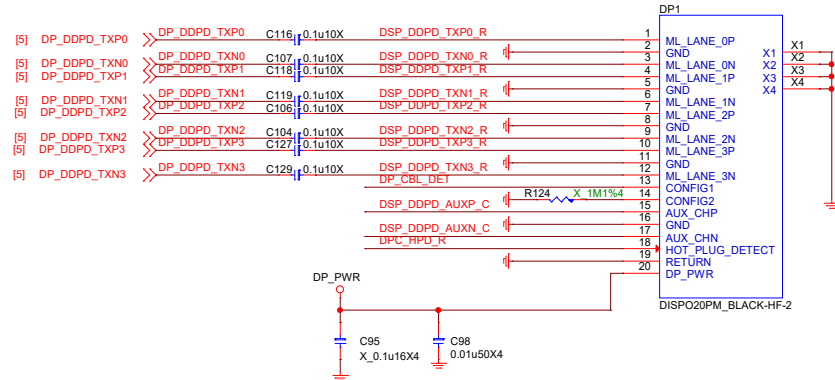 DP1
[5] DP_DDPD_TXP0 DP_DDPD_TXP0 C116 0.1u10X DSP_DDPD_TXP0_R 1 ML_LANE_0P
2 GND X1 X1
[5] DP_DDPD_TXN0 DP_DDPD_TXN0 C107 0.1u10X DSP_DDPD_TXN0_R 3 ML_LANE_0N X2 X2
[5] DP_DDPD_TXP1 DP_DDPD_TXP1 C118 0.1u10X DSP_DDPD_TXP1_R 4 ML_LANE_1P X3 X3
5 GND X4 X4
[5] DP_DDPD_TXN1 DP_DDPD_TXN1 C119 0.1u10X DSP_DDPD_TXN1_R 6 ML_LANE_1N
[5] DP_DDPD_TXP2 DP_DDPD_TXP2 C106 0.1u10X DSP_DDPD_TXP2_R 7 ML_LANE_2P
8 GND
[5] DP_DDPD_TXN2 DP_DDPD_TXN2 C104 0.1u10X DSP_DDPD_TXN2_R 9 ML_LANE_2N
[5] DP_DDPD_TXP3 DP_DDPD_TXP3 C127 0.1u10X DSP_DDPD_TXP3_R 10 ML_LANE_3P
11 GND
[5] DP_DDPD_TXN3 DP_DDPD_TXN3 C129 0.1u10X DSP_DDPD_TXN3_R 12 ML_LANE_3N
DP_CBL_DET 13 CONFIG1
R124 X_1M1%4 14 CONFIG2
DSP_DDPD_AUXP_C 15 AUX_CHP
16 GND
DSP_DDPD_AUXN_C 17 AUX_CHN
DPC_HPD_R 18 HOT_PLUG_DETECT
19 RETURN
DP_PWR 20 DP_PWR
DISPO20PM_BLACK-HF-2
C95 C98
X_0.1u16X4 0.01u50X4